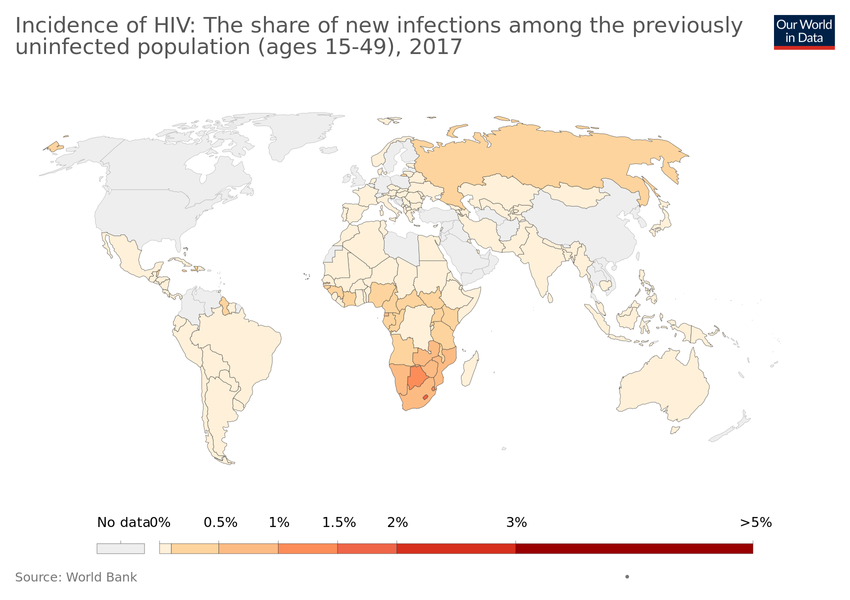 Incidence of HIV: The share of new infections among the previously
uninfected population (ages 15-49), 2017
Our World
in Data
No data 0% 0.5% 1% 1.5% 2% 3% >5%
Source: World Bank